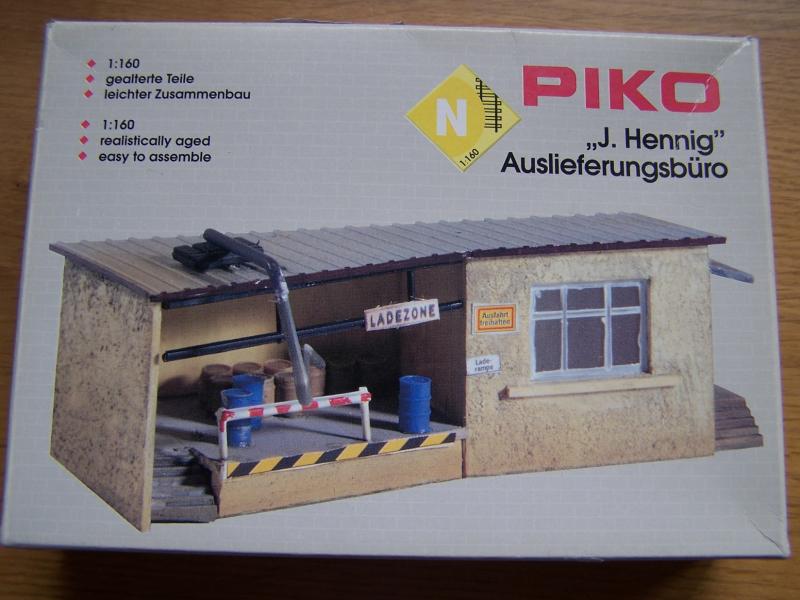 1:160
gealterte Teile
leichter Zusammenbau
1:160
realistically aged
easy to assemble
N
1:160
PIKO
„J. Hennig”
Auslieferungsbüro
LADEZONE
Ausfahrt
freihalten
Lade-
rampe